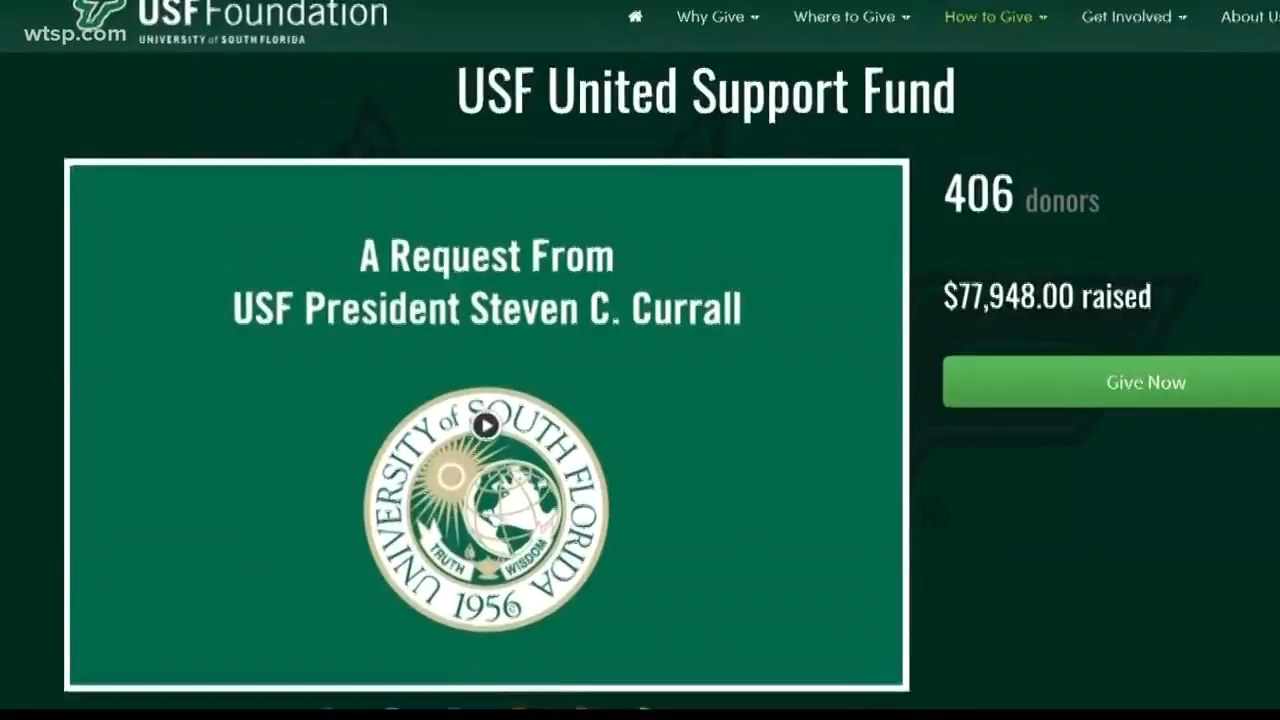 USF Foundation
UNIVERSITY of SOUTH FLORIDA
wtsp.com
Why Give
Where to Give
How to Give
Get Involved
About
USF United Support Fund
A Request From
USF President Steven C. Currall
UNIVERSITY of SOUTH FLORIDA
TRUTH
WISDOM
1956
406 donors
$77,948.00 raised
Give Now